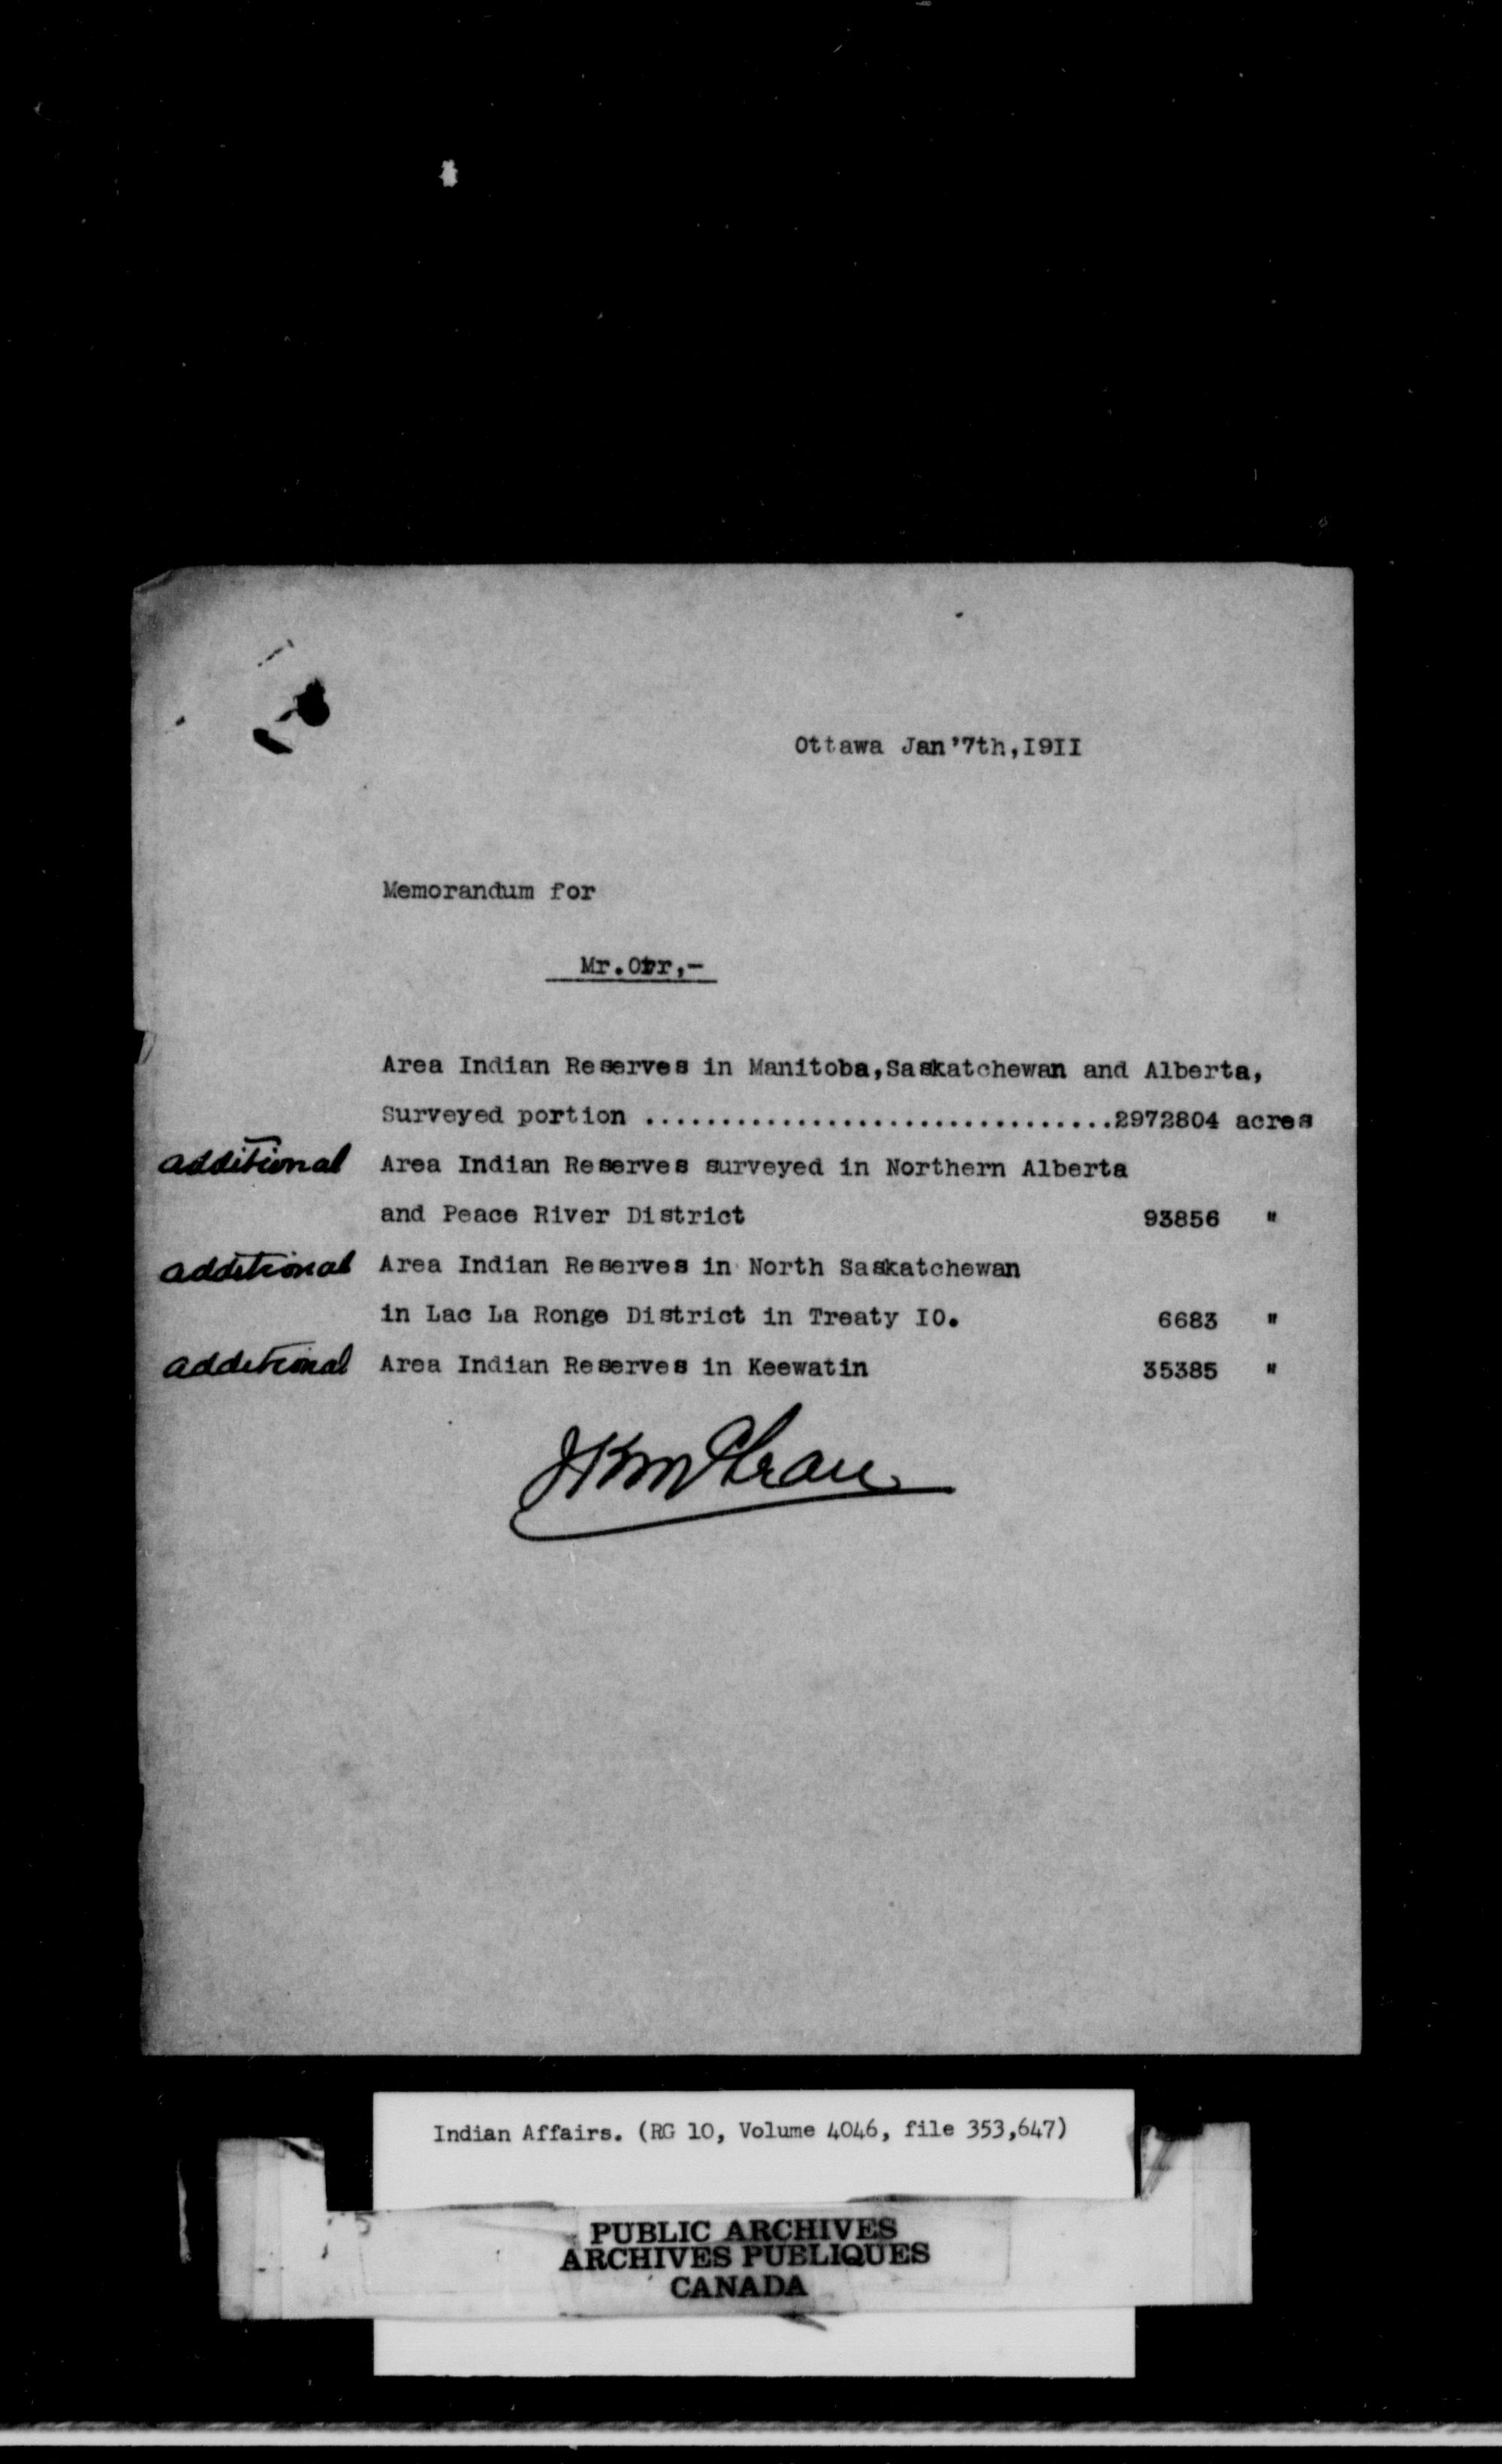 Ottawa Jan'7th,I9II
Memorandum for
Mr.Orr,-
Area Indian Reserves in Manitoba,Saskatchewan and Alberta,
Surveyed portion ..............................2972804 acres
additional Area Indian Reserves surveyed in Northern Alberta
and Peace River District 93856 "
additional Area Indian Reserves in North Saskatchewan
in Lac La Ronge District in Treaty IO. 6683 "
additional Area Indian Reserves in Keewatin 35385 "
JDMcLean
Indian Affairs. (RG 10, Volume 4046, file 353,647)
PUBLIC ARCHIVES
ARCHIVES PUBLIQUES
CANADA